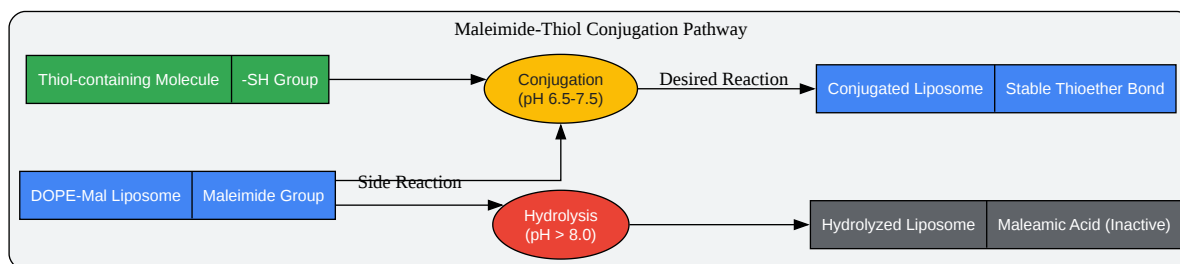 Maleimide-Thiol Conjugation Pathway
Thiol-containing Molecule
-SH Group
Conjugation
(pH 6.5-7.5)
Desired Reaction
Conjugated Liposome
Stable Thioether Bond
DOPE-Mal Liposome
Maleimide Group
Side Reaction
Hydrolysis
(pH > 8.0)
Hydrolyzed Liposome
Maleamic Acid (Inactive)